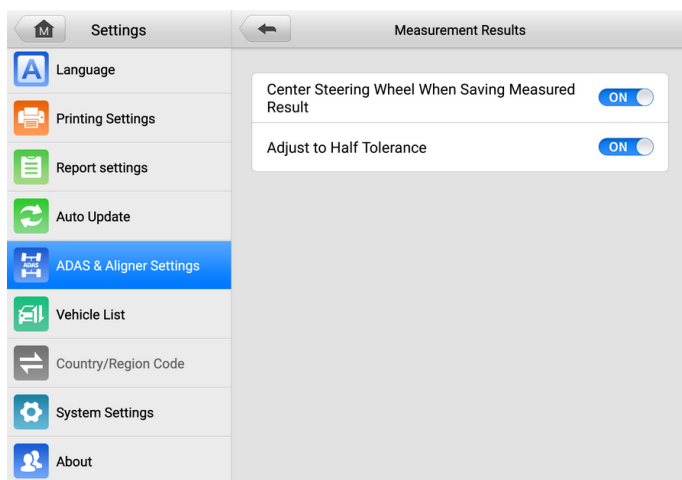 M
Settings
Measurement Results
A
Language
Printing Settings
Report settings
Auto Update
ADAS
ADAS & Aligner Settings
Vehicle List
Country/Region Code
System Settings
About
Center Steering Wheel When Saving Measured
Result
ON
Adjust to Half Tolerance
ON